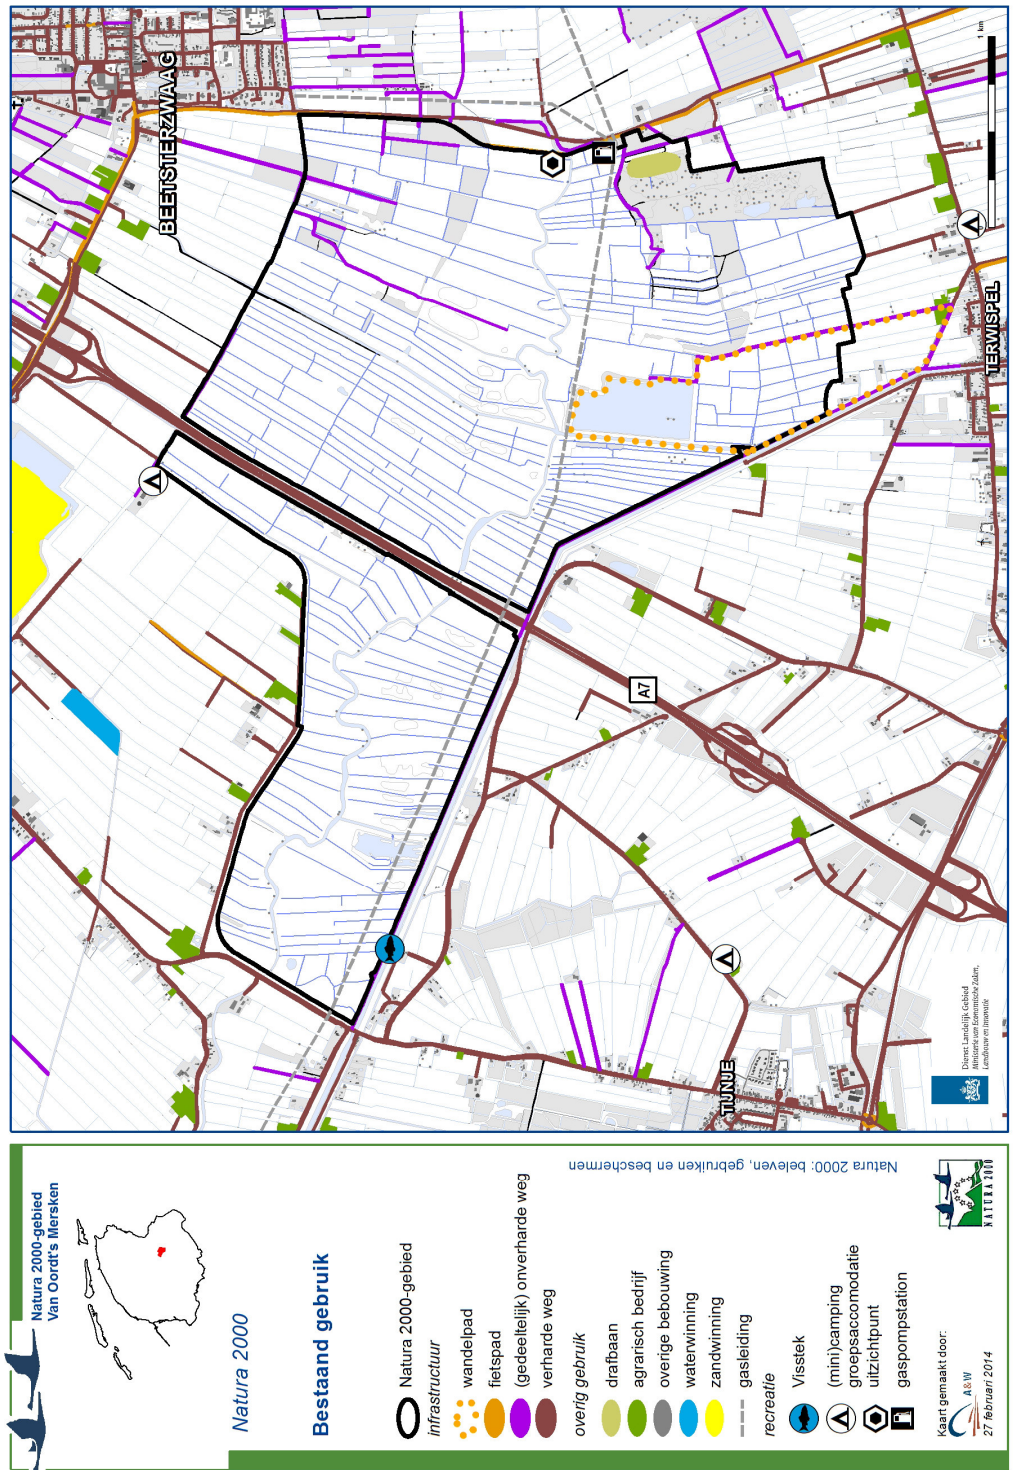 Natura 2000-gebied
Van Oordt's Mersken
Natura 2000
Bestaand gebruik
Natura 2000-gebied
infrastructuur
wandelpad
fietspad
(gedeeltelijk) onverharde weg
verharde weg
overig gebruik
drafbaan
agrarisch bedrijf
overige bebouwing
waterwinning
zandwinning
gasleiding
recreatie
Visstek
(mini)camping
groepsaccomodatie
uitzichtpunt
gaspompstation
Kaart gemaakt door:
A&W
27 februari 2014
Natura 2000: beleven, gebruiken en beschermen
NATURA 2000
BEETSTERZWAAG
A7
TIJNJE
TERWISPEL
1 km
Dienst Landelijk Gebied
Ministerie van Economische Zaken,
Landbouw en Innovatie